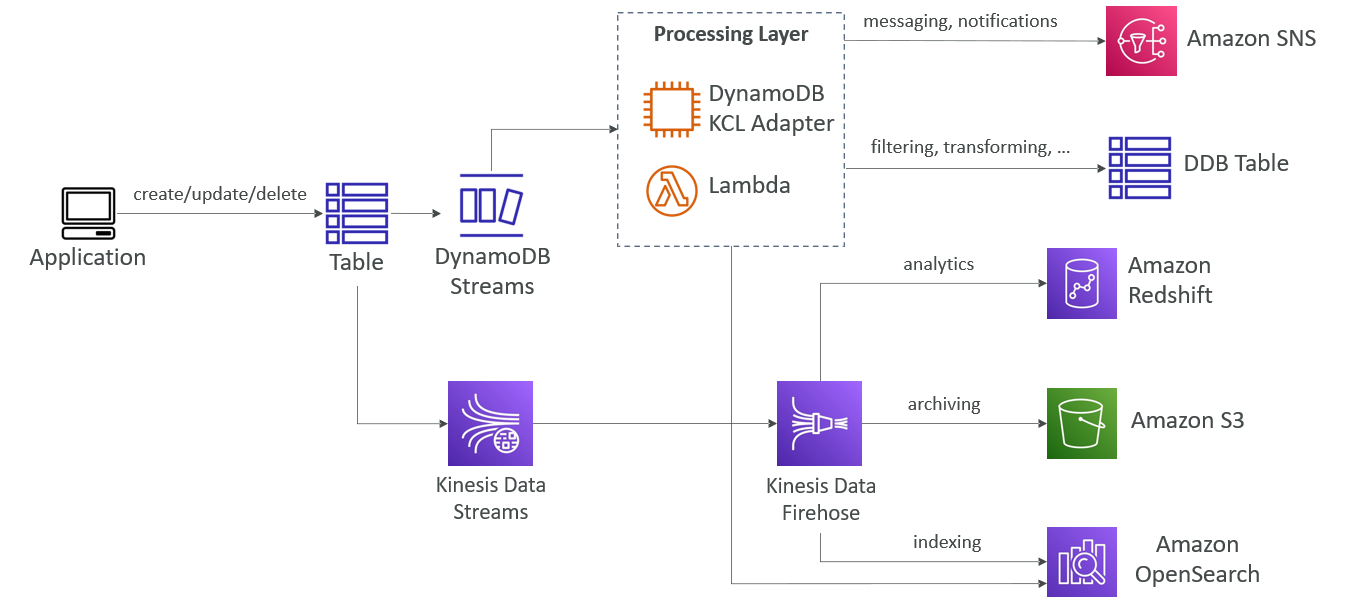 Processing Layer
messaging, notifications
Amazon SNS
DynamoDB
KCL Adapter
filtering, transforming, ...
DDB Table
Lambda
create/update/delete
Application
Table
DynamoDB
Streams
analytics
Amazon
Redshift
archiving
Amazon S3
Kinesis Data
Streams
Kinesis Data
Firehose
indexing
Amazon
OpenSearch